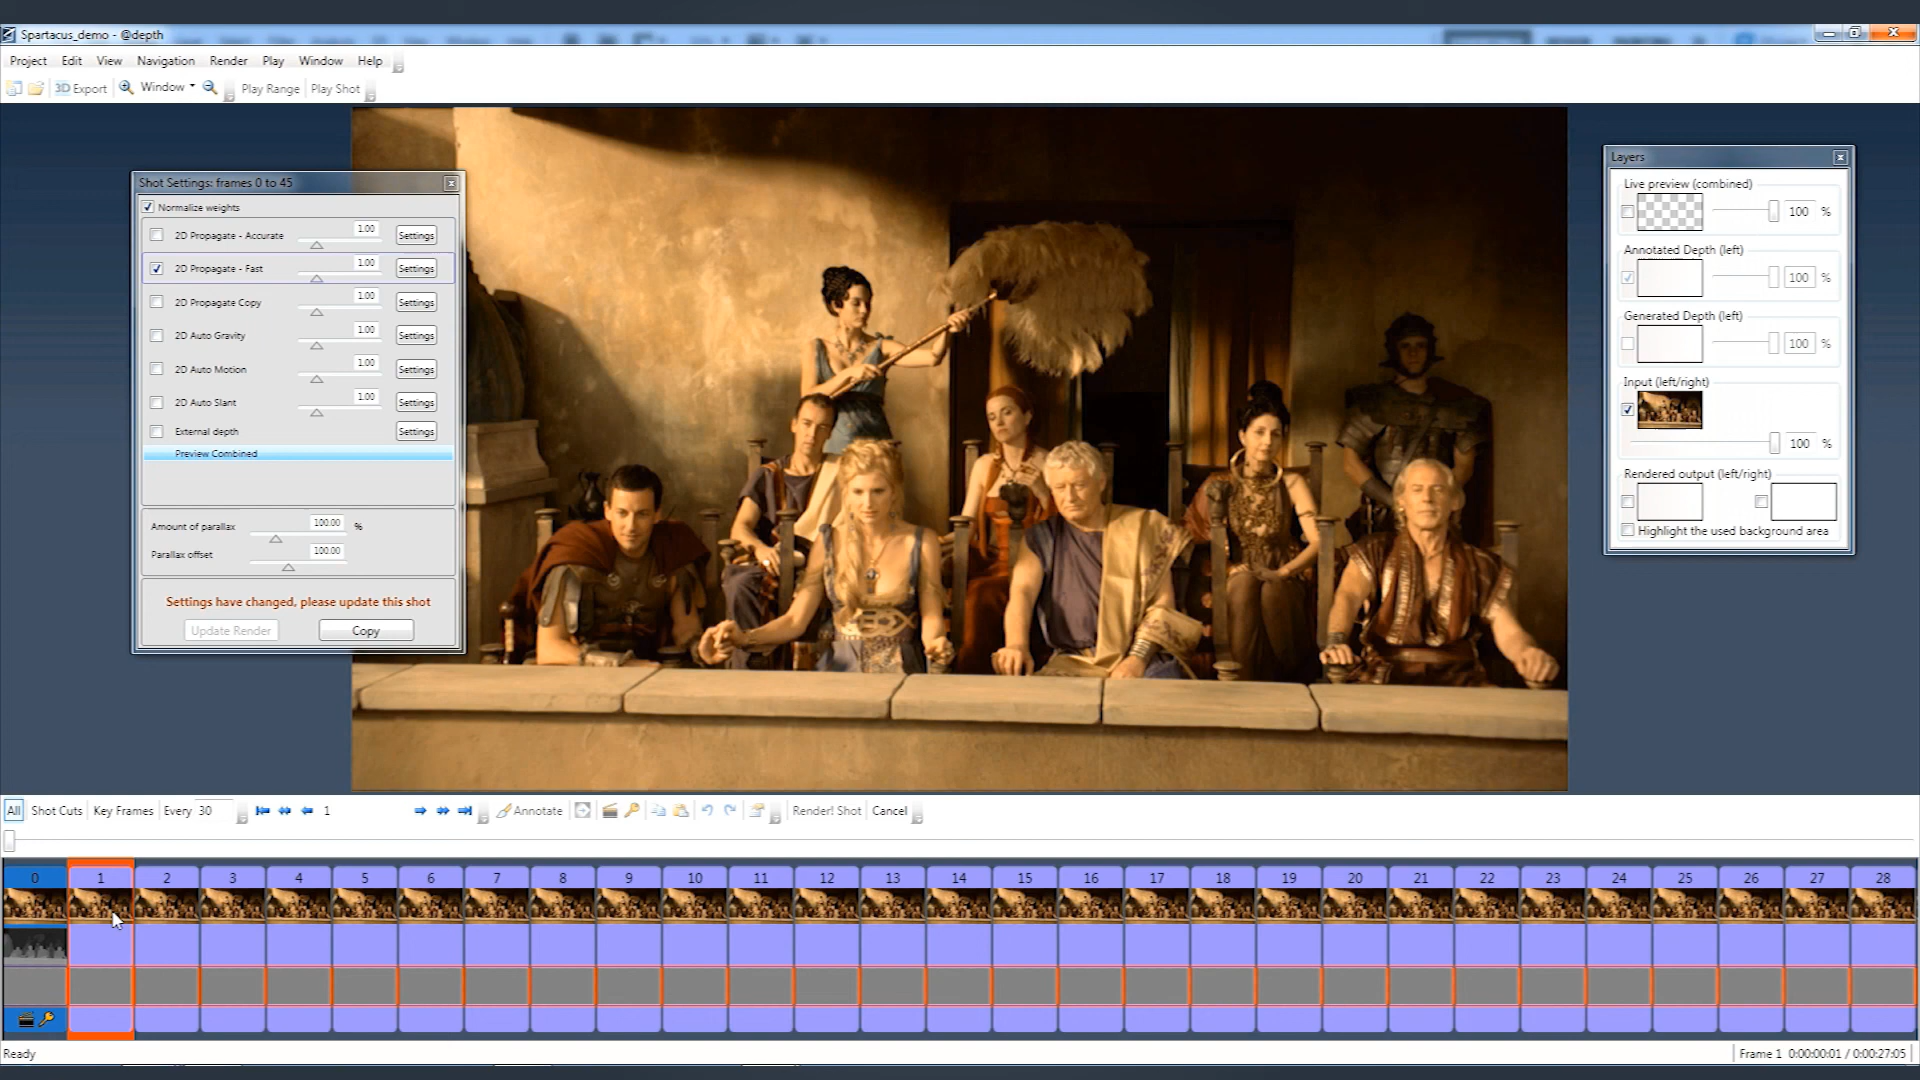 Spartacus_demo - @depth
Project Edit View Navigation Render Play Window Help
3D Export Window Play Range Play Shot
Shot Settings: frames 0 to 45
Normalize weights
2D Propagate - Accurate 1.00 Settings
2D Propagate - Fast 1.00 Settings
2D Propagate Copy 1.00 Settings
2D Auto Gravity 1.00 Settings
2D Auto Motion 1.00 Settings
2D Auto Slant 1.00 Settings
External depth Settings
Preview Combined
Amount of parallax 100.00 %
Parallax offset 100.00
Settings have changed, please update this shot
Update Render Copy
Layers
Live preview (combined)
100 %
Annotated Depth (left)
100 %
Generated Depth (left)
100 %
Input (left/right)
100 %
Rendered output (left/right)
Highlight the used background area
All Shot Cuts Key Frames Every 30 1 Annotate Render! Shot Cancel
0 1 2 3 4 5 6 7 8 9 10 11 12 13 14 15 16 17 18 19 20 21 22 23 24 25 26 27 28
Ready
Frame 1 0:00:00:01 / 0:00:27:05